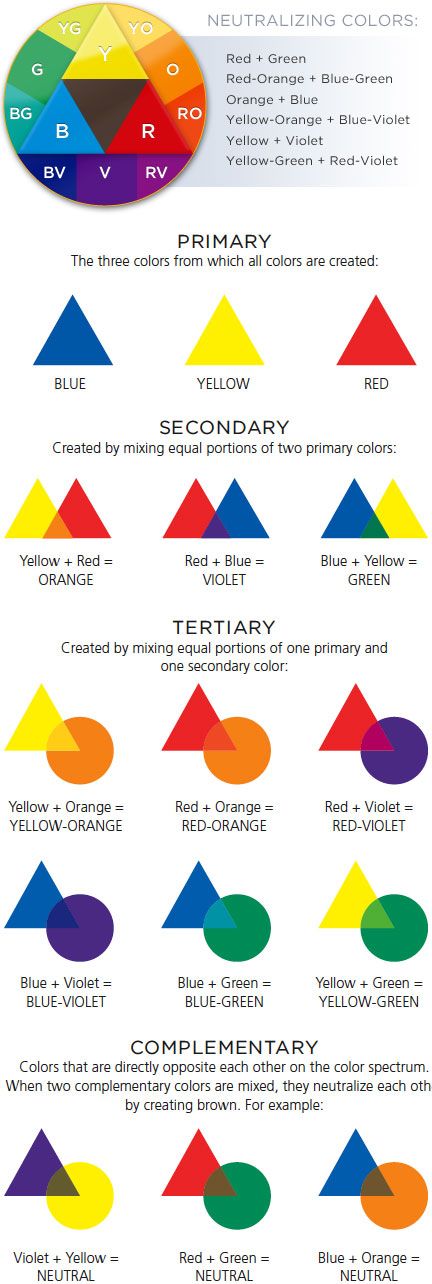 NEUTRALIZING COLORS:
YG
YO
Y
G
O
BG
RO
B
R
BV
V
RV
Red + Green
Red-Orange + Blue-Green
Orange + Blue
Yellow-Orange + Blue-Violet
Yellow + Violet
Yellow-Green + Red-Violet
PRIMARY
The three colors from which all colors are created:
BLUE
YELLOW
RED
SECONDARY
Created by mixing equal portions of two primary colors:
Yellow + Red =
ORANGE
Red + Blue =
VIOLET
Blue + Yellow =
GREEN
TERTIARY
Created by mixing equal portions of one primary and
one secondary color:
Yellow + Orange =
YELLOW-ORANGE
Red + Orange =
RED-ORANGE
Red + Violet =
RED-VIOLET
Blue + Violet =
BLUE-VIOLET
Blue + Green =
BLUE-GREEN
Yellow + Green =
YELLOW-GREEN
COMPLEMENTARY
Colors that are directly opposite each other on the color spectrum.
When two complementary colors are mixed, they neutralize each oth
by creating brown. For example:
Violet + Yellow =
NEUTRAL
Red + Green =
NEUTRAL
Blue + Orange =
NEUTRAL